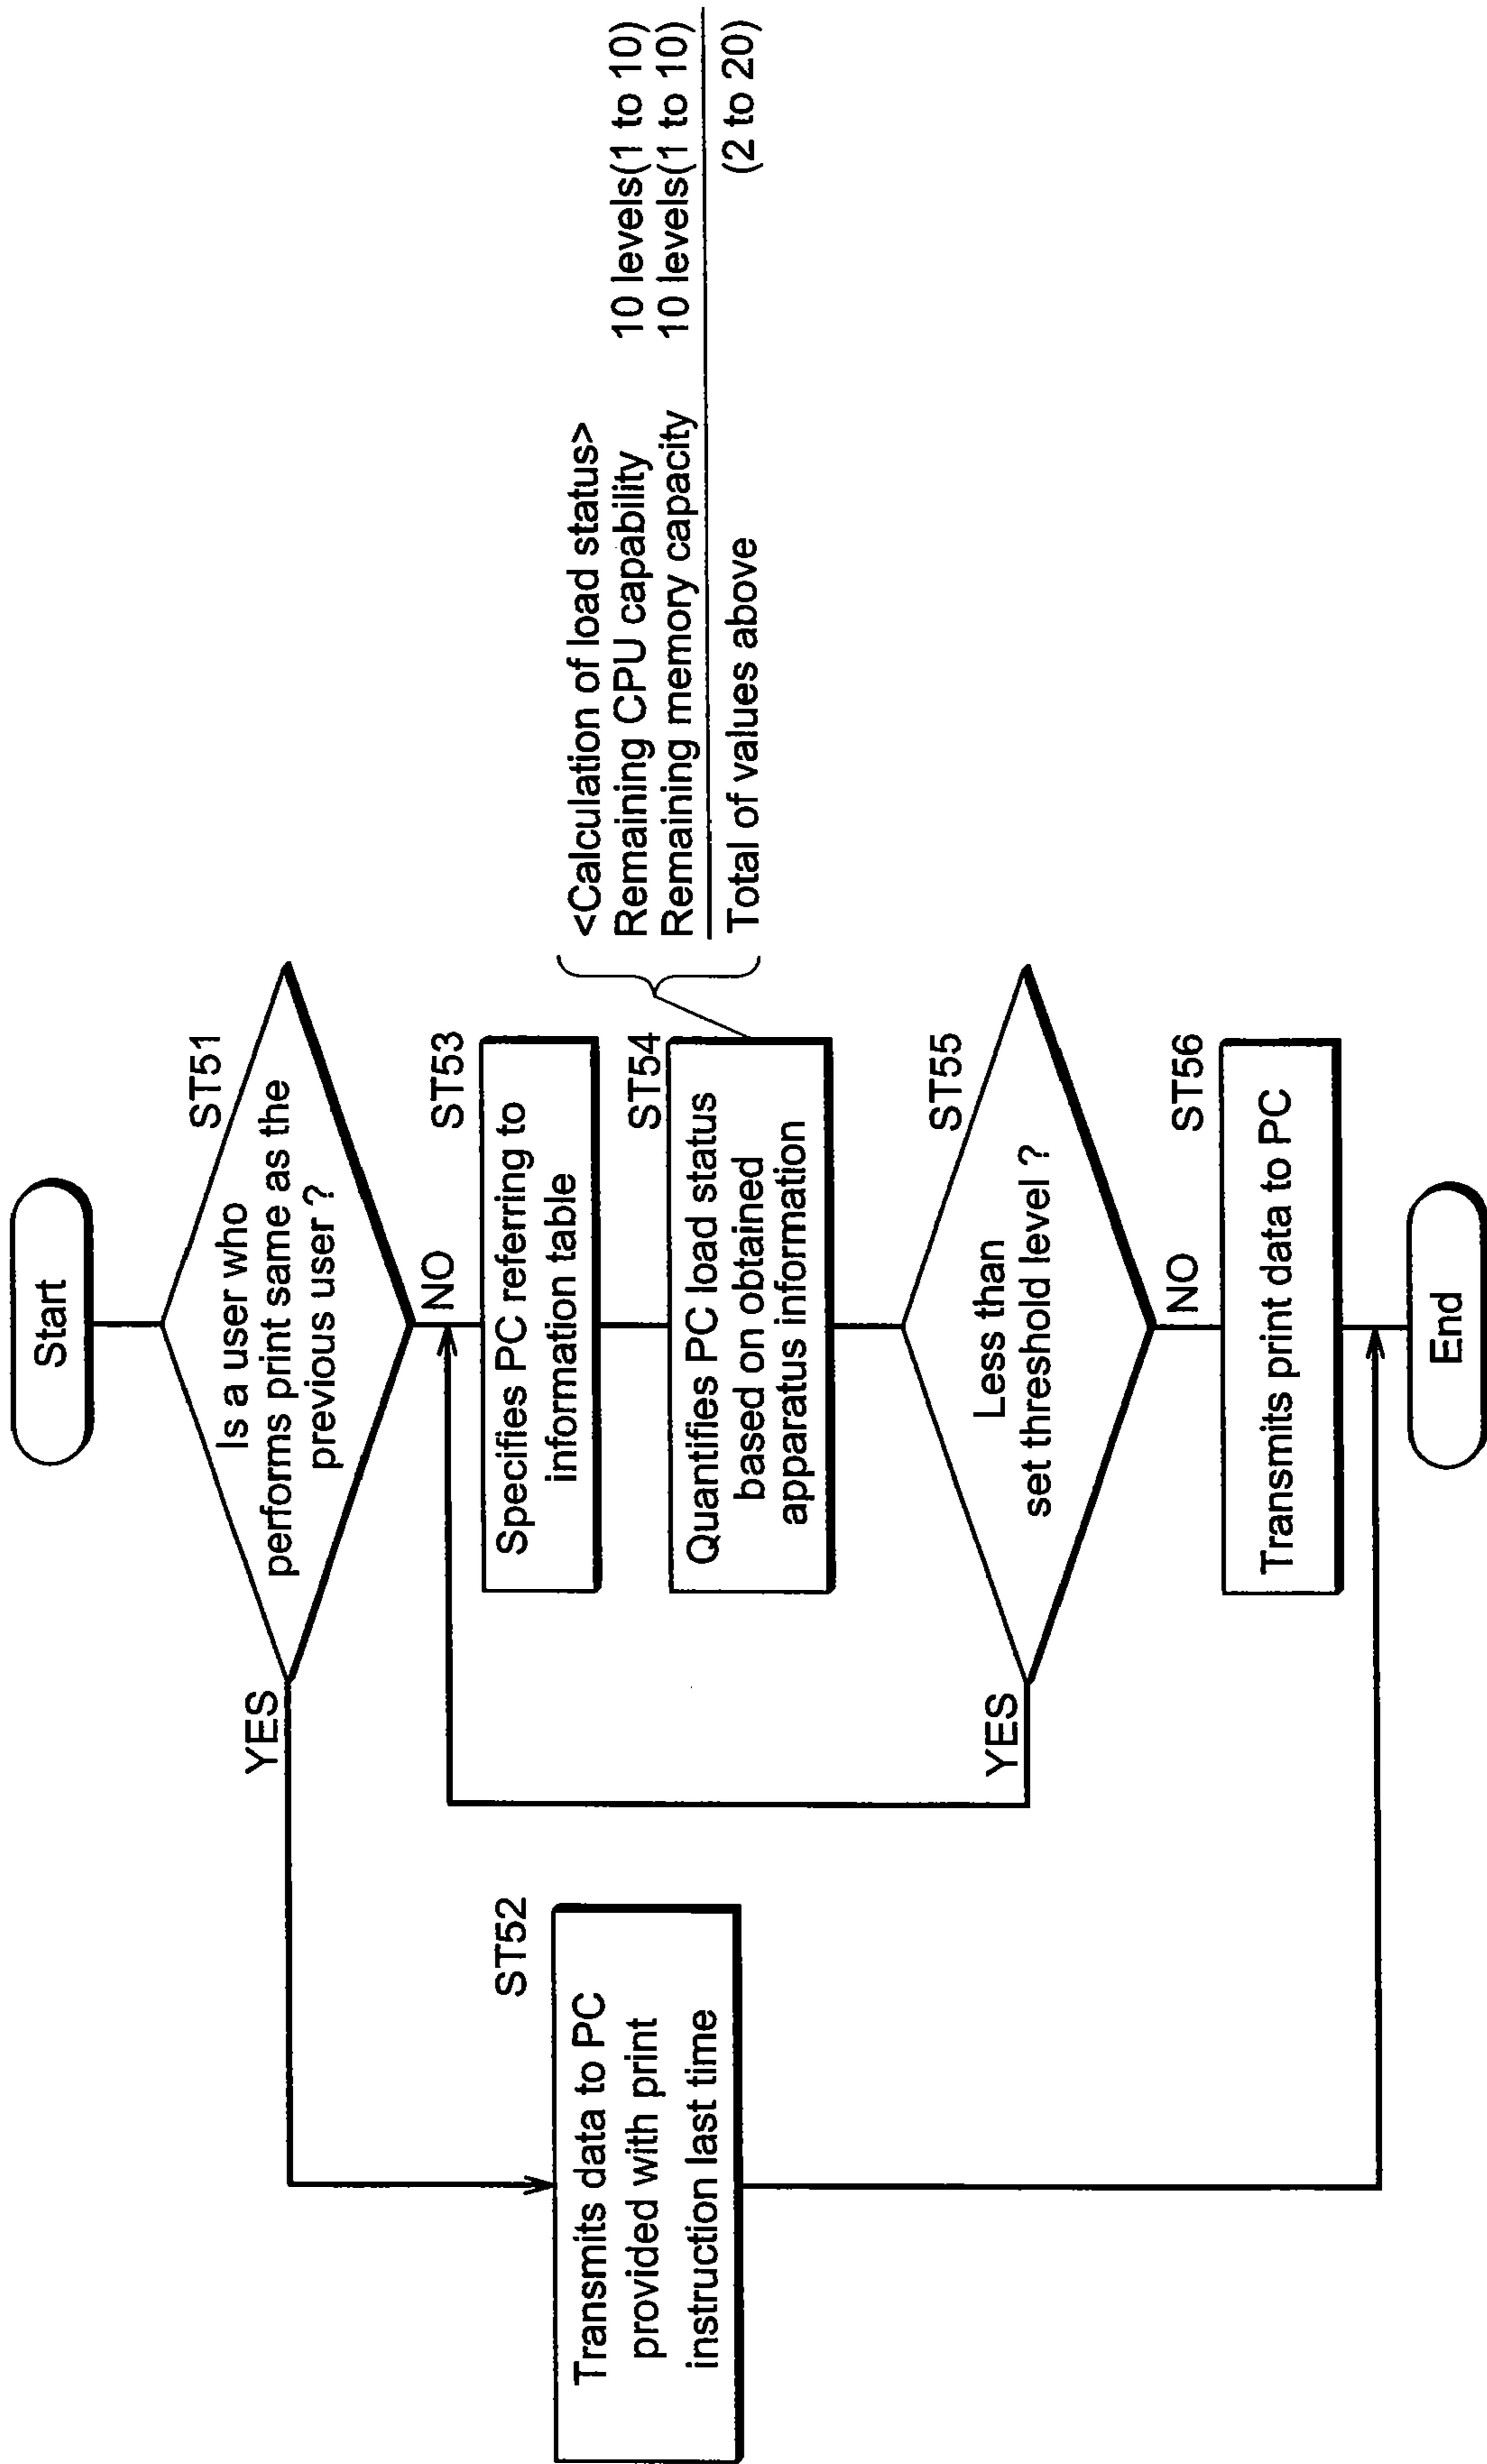 Start
ST51
Is a user who
performs print same as the
previous user ?
YES
NO
ST52
Transmits data to PC
provided with print
instruction last time
ST53
Specifies PC referring to
information table
ST54
Quantifies PC load status
based on obtained
apparatus information
<Calculation of load status>
Remaining CPU capability 10 levels(1 to 10)
Remaining memory capacity 10 levels(1 to 10)
Total of values above (2 to 20)
ST55
Less than
set threshold level ?
YES
NO
ST56
Transmits print data to PC
End